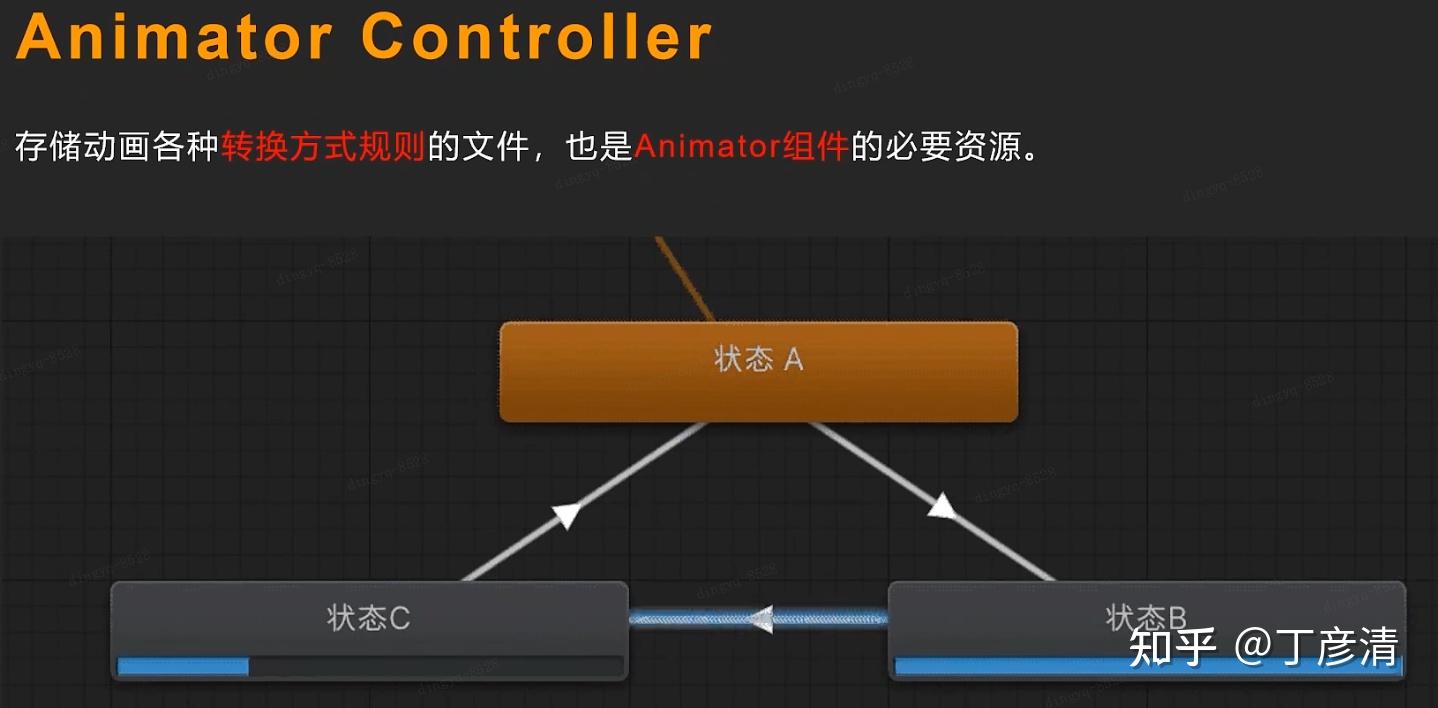 Animator Controller
存储动画各种转换方式规则的文件，也是Animator组件的必要资源。
状态 A
状态C
状态B
知乎 @丁彦清
dingyq-8528